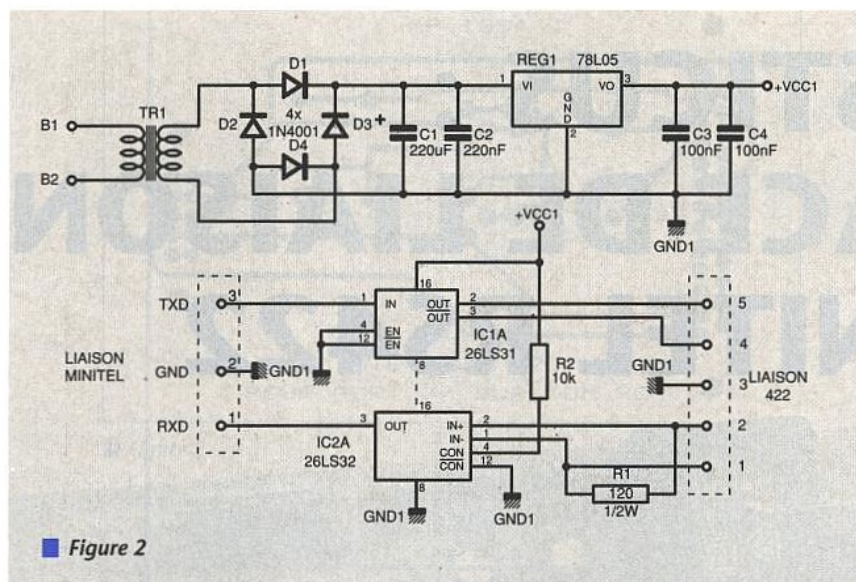 REG1 78L05
D1
TR1
B1
4x
1N4001
D2
D3
+
D4
B2
1 VI VO 3
GND
2
C1
220uF
C2
220nF
C3
100nF
C4
100nF
+VCC1
GND1
+VCC1
16
TXD 3
1 IN OUT 2
OUT 3
4 EN
12 EN
IC1A
26LS31
8
5
4
LIAISON
MINITEL
GND 2
GND1
GND1
R2
10k
GND1
3
LIAISON
422
16
RXD 1
3 OUT IN+ 2
IN- 1
CON 4
CON 12
IC2A
26LS32
8
2
1
R1
120
1/2W
GND1
GND1
Figure 2